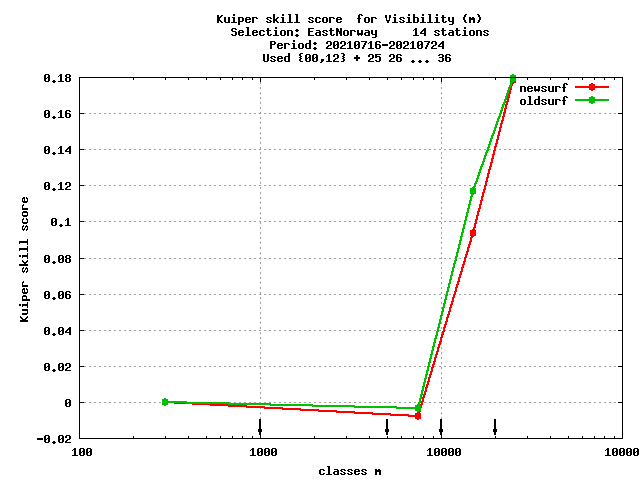 Kuiper skill score  for Visibility (m)
Selection: EastNorway     14 stations
Period: 20210716-20210724
Used {00,12} + 25 26 ... 36
0.18
0.16
0.14
0.12
0.1
0.08
0.06
0.04
0.02
0
-0.02
Kuiper skill score
newsurf
oldsurf
100
1000
10000
100000
classes m